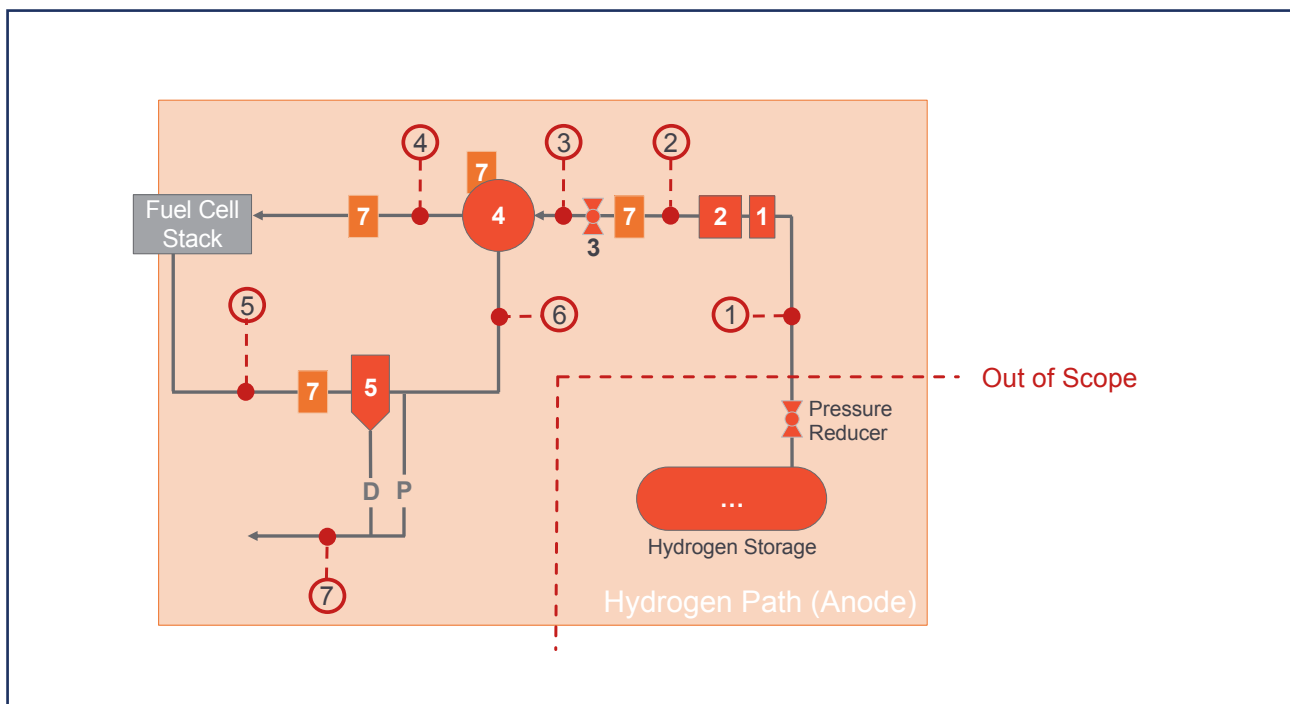 4
3
2
7
Fuel Cell
Stack
7
4
7
2
1
3
5
6
1
7
5
Out of Scope
Pressure
Reducer
D
P
...
Hydrogen Storage
7
Hydrogen Path (Anode)